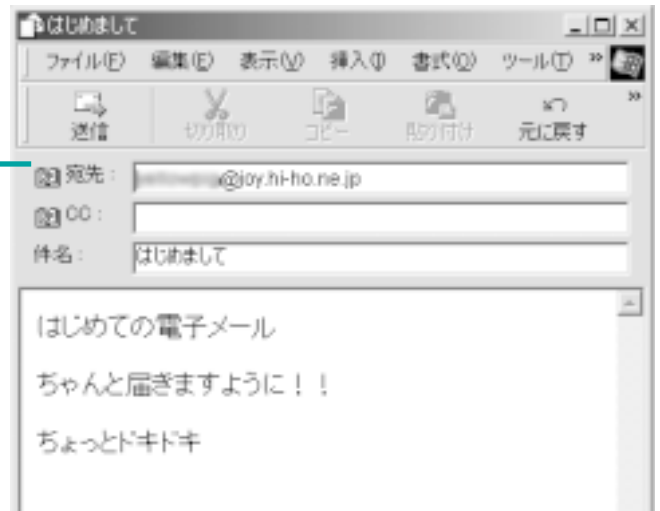 はじめまして
ファイル(F) 編集(E) 表示(V) 挿入(I) 書式(O) ツール(T) »
送信 切り取り コピー 貼り付け 元に戻す »
宛先：@joy.hi-ho.ne.jp
CC：
件名：はじめまして
はじめての電子メール
ちゃんと届きますように！！
ちょっとドキドキ